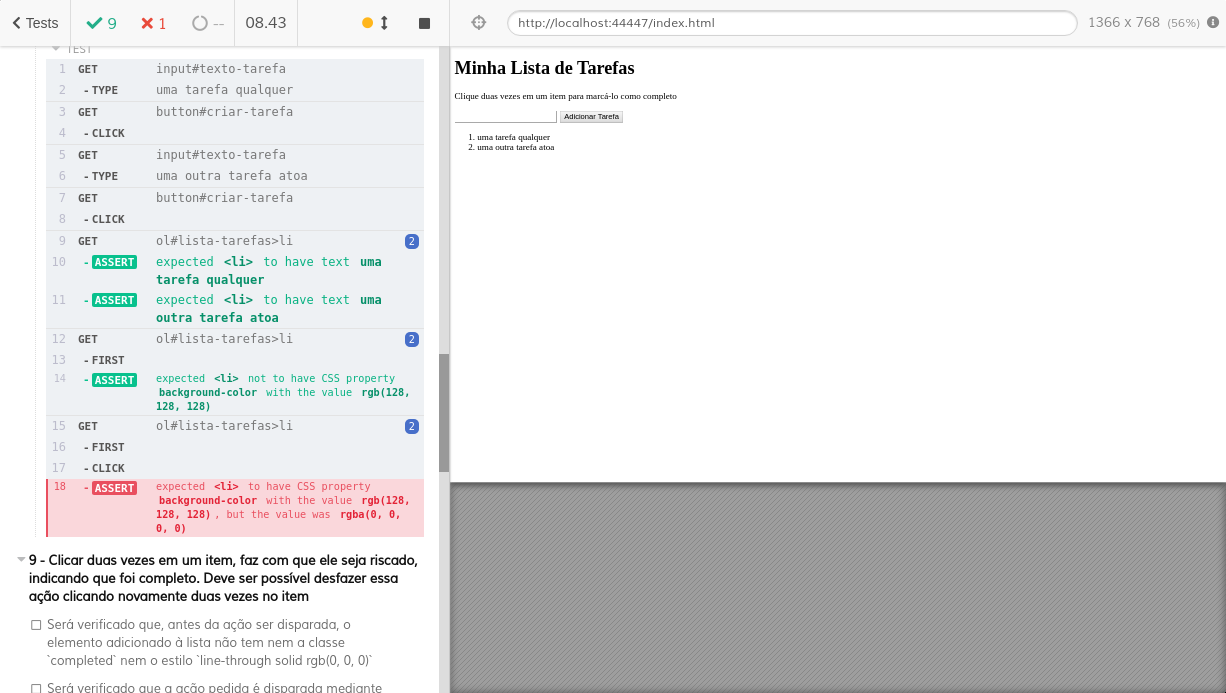 Tests 9 1 -- 08.43 http://localhost:44447/index.html 1366 x 768 (56%)
TEST
1 GET input#texto-tarefa
2 - TYPE uma tarefa qualquer
3 GET button#criar-tarefa
4 - CLICK
5 GET input#texto-tarefa
6 - TYPE uma outra tarefa atoa
7 GET button#criar-tarefa
8 - CLICK
9 GET ol#lista-tarefas>li 2
10 - ASSERT expected <li> to have text uma
tarefa qualquer
11 - ASSERT expected <li> to have text uma
outra tarefa atoa
12 GET ol#lista-tarefas>li 2
13 - FIRST
14 - ASSERT expected <li> not to have CSS property
background-color with the value rgb(128,
128, 128)
15 GET ol#lista-tarefas>li 2
16 - FIRST
17 - CLICK
18 - ASSERT expected <li> to have CSS property
background-color with the value rgb(128,
128, 128), but the value was rgba(0, 0,
0, 0)
9 - Clicar duas vezes em um item, faz com que ele seja riscado,
indicando que foi completo. Deve ser possível desfazer essa
ação clicando novamente duas vezes no item
Será verificado que, antes da ação ser disparada, o
elemento adicionado à lista não tem nem a classe
`completed` nem o estilo `line-through solid rgb(0, 0, 0)`
Será verificado que a ação pedida é disparada mediante
Minha Lista de Tarefas
Clique duas vezes em um item para marcá-lo como completo
Adicionar Tarefa
1. uma tarefa qualquer
2. uma outra tarefa atoa